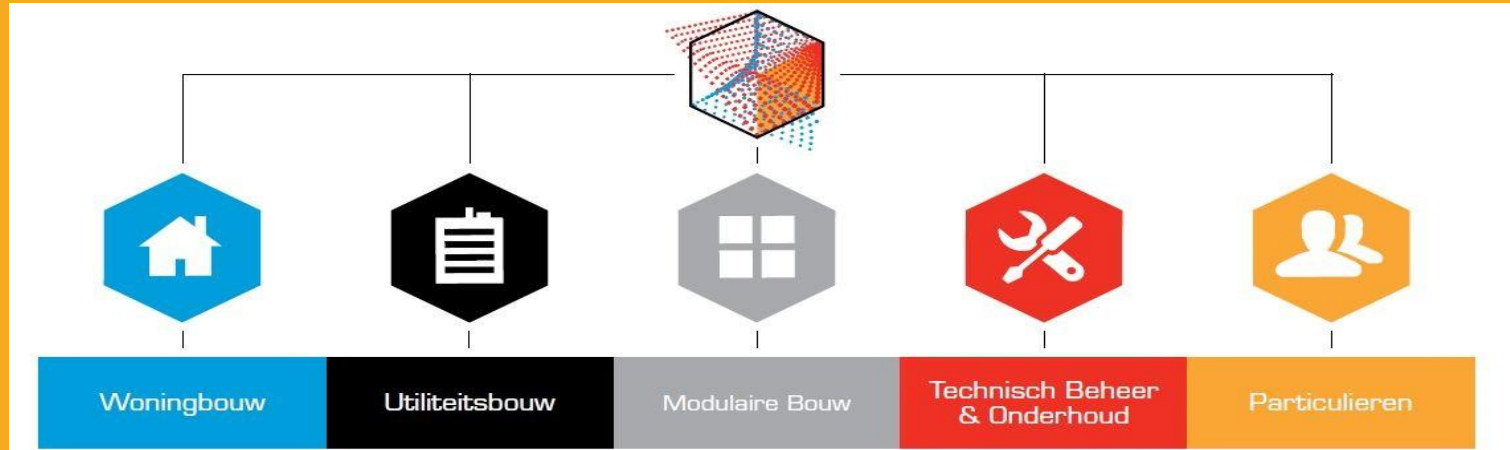 Woningbouw
Utiliteitsbouw
Modulaire Bouw
Technisch Beheer
& Onderhoud
Particulieren